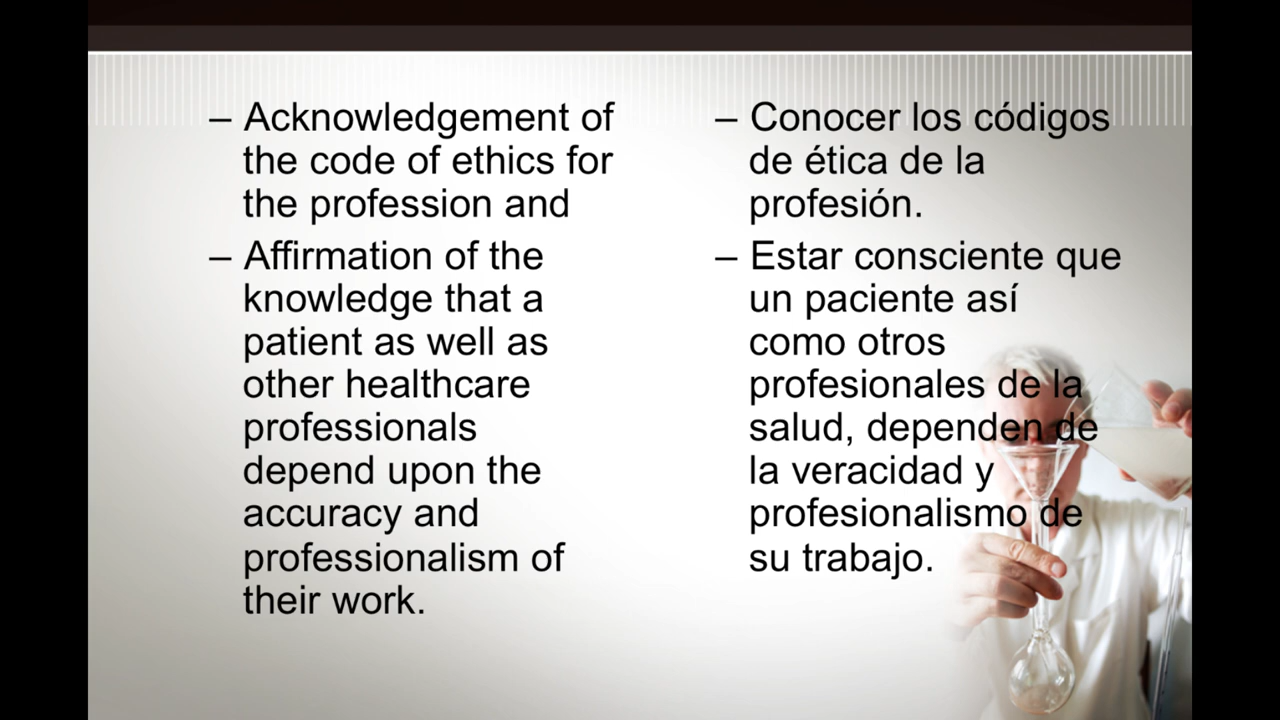 – Acknowledgement of
the code of ethics for
the profession and
– Affirmation of the
knowledge that a
patient as well as
other healthcare
professionals
depend upon the
accuracy and
professionalism of
their work.
– Conocer los códigos
de ética de la
profesión.
– Estar consciente que
un paciente así
como otros
profesionales de la
salud, dependen de
la veracidad y
profesionalismo de
su trabajo.